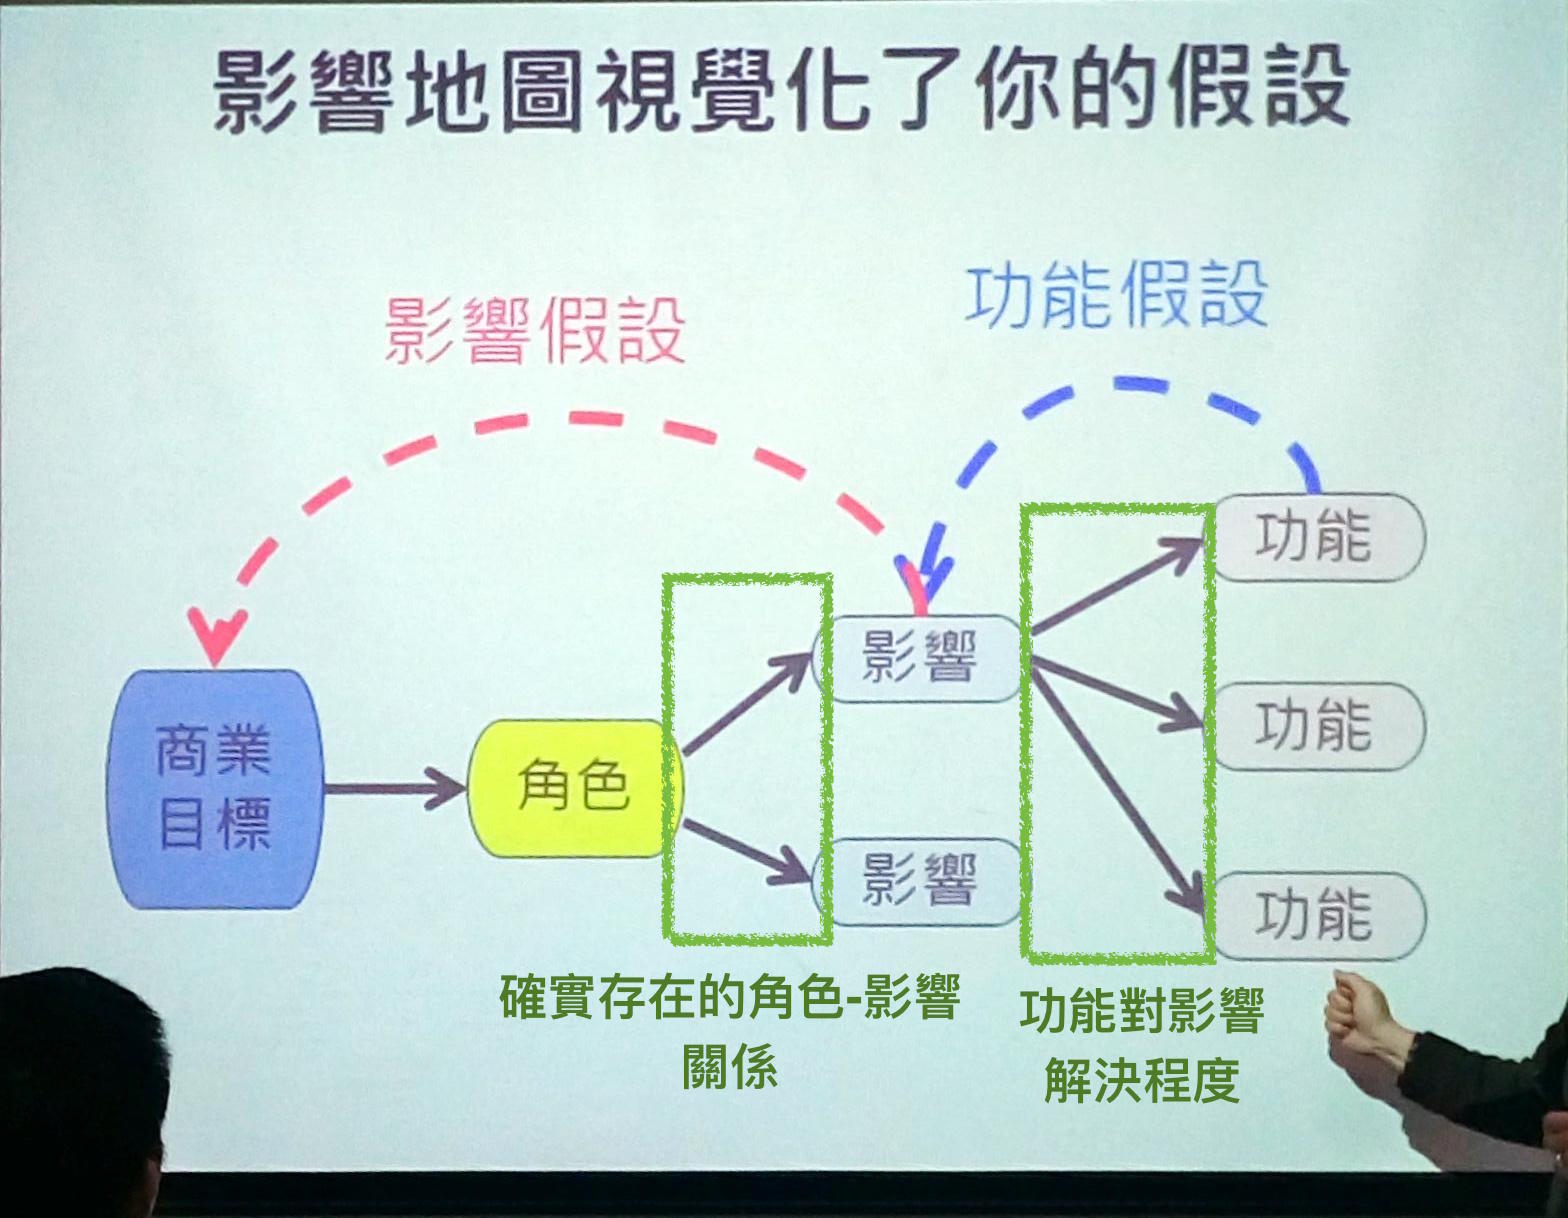 影響地圖視覺化了你的假設
功能假設
影響假設
功能
影響
功能
商業
目標
角色
影響
功能
確實存在的角色-影響
關係
功能對影響
解決程度